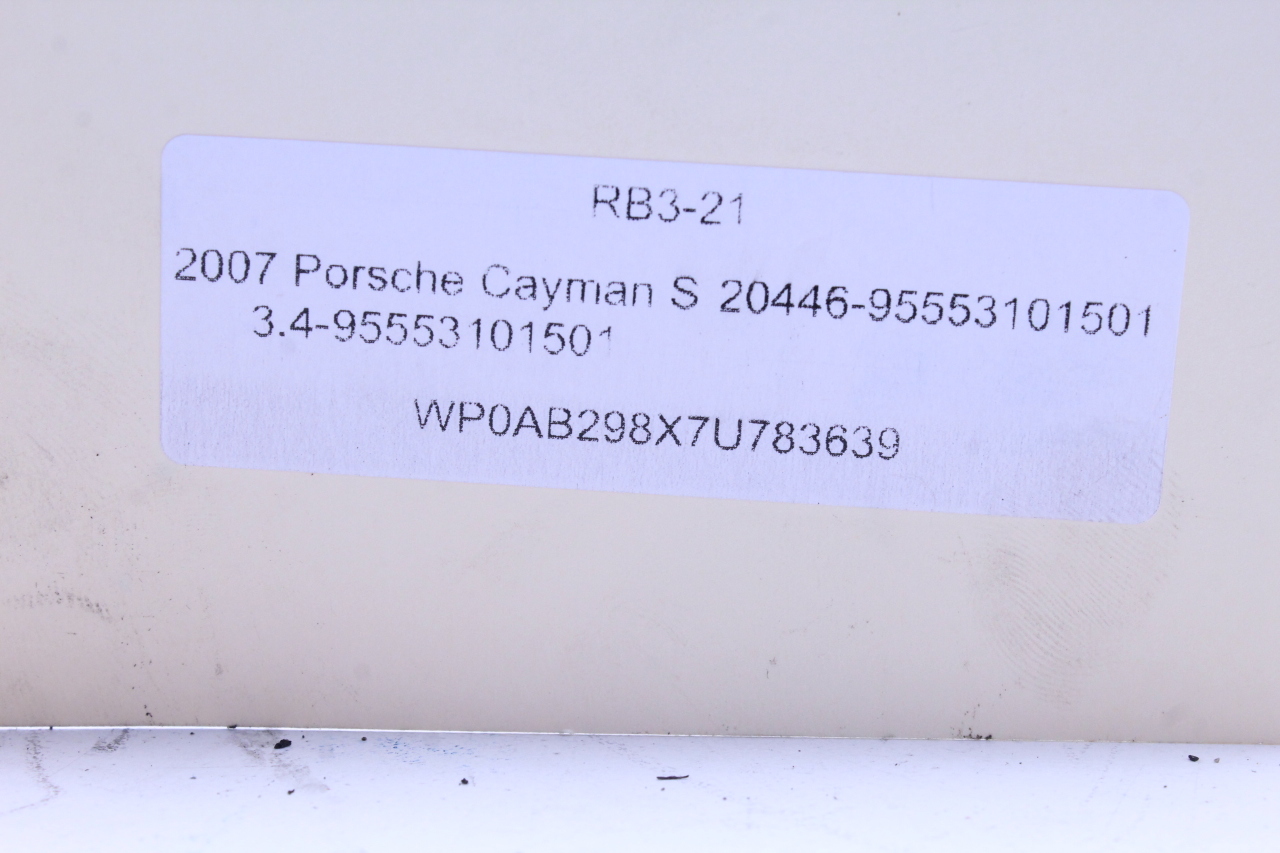 RB3-21
2007 Porsche Cayman S 20446-95553101501
3.4-95553101501
WP0AB298X7U783639